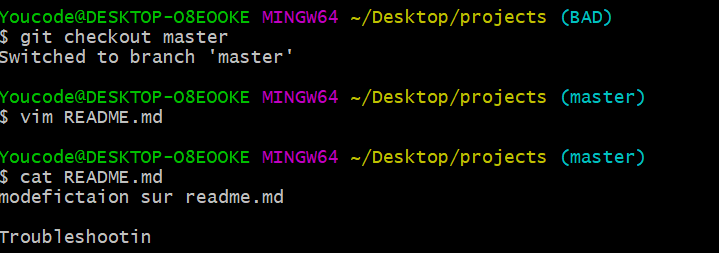 Youcode@DESKTOP-O8EOOKE MINGW64 ~/Desktop/projects (BAD)
$ git checkout master
Switched to branch 'master'
Youcode@DESKTOP-O8EOOKE MINGW64 ~/Desktop/projects (master)
$ vim README.md
Youcode@DESKTOP-O8EOOKE MINGW64 ~/Desktop/projects (master)
$ cat README.md
modefictaion sur readme.md
Troubleshootin